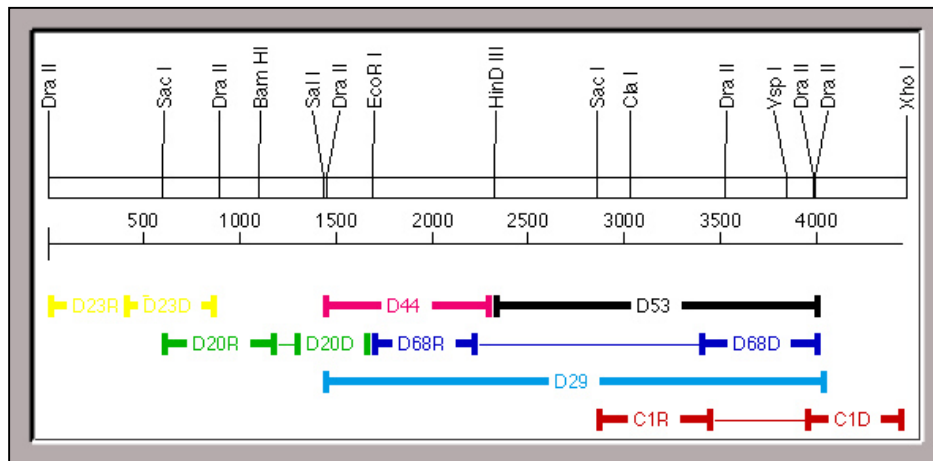 Dra II
Sac I
Dra II
Bam HI
Sal I
Dra II
EcoR I
HinD III
Sac I
Cla I
Dra II
Vsp I
Dra II
Dra II
Xho I
500 1000 1500 2000 2500 3000 3500 4000
D23R D23D D44 D53
D20R D20D D68R D68D
D29
C1R C1D